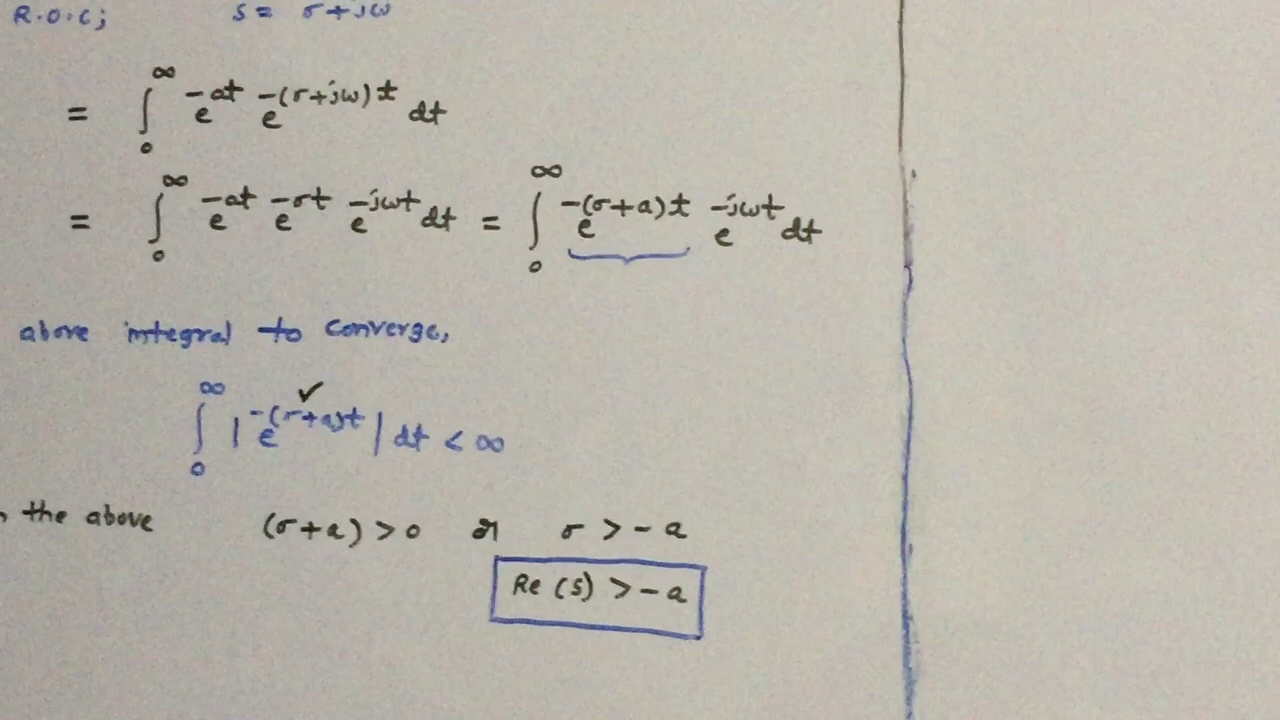 R.O.C; s = σ+jω
= ∫₀^∞ e^{-at} e^{-(σ+jω)t} dt
= ∫₀^∞ e^{-at} e^{-σt} e^{-jωt} dt = ∫₀^∞ e^{-(σ+a)t} e^{-jωt} dt
above integral to converge,
∫₀^∞ |e^{-(σ+a)t}| dt < ∞ ✓
the above (σ+a) > 0 or σ > -a
Re(s) > -a